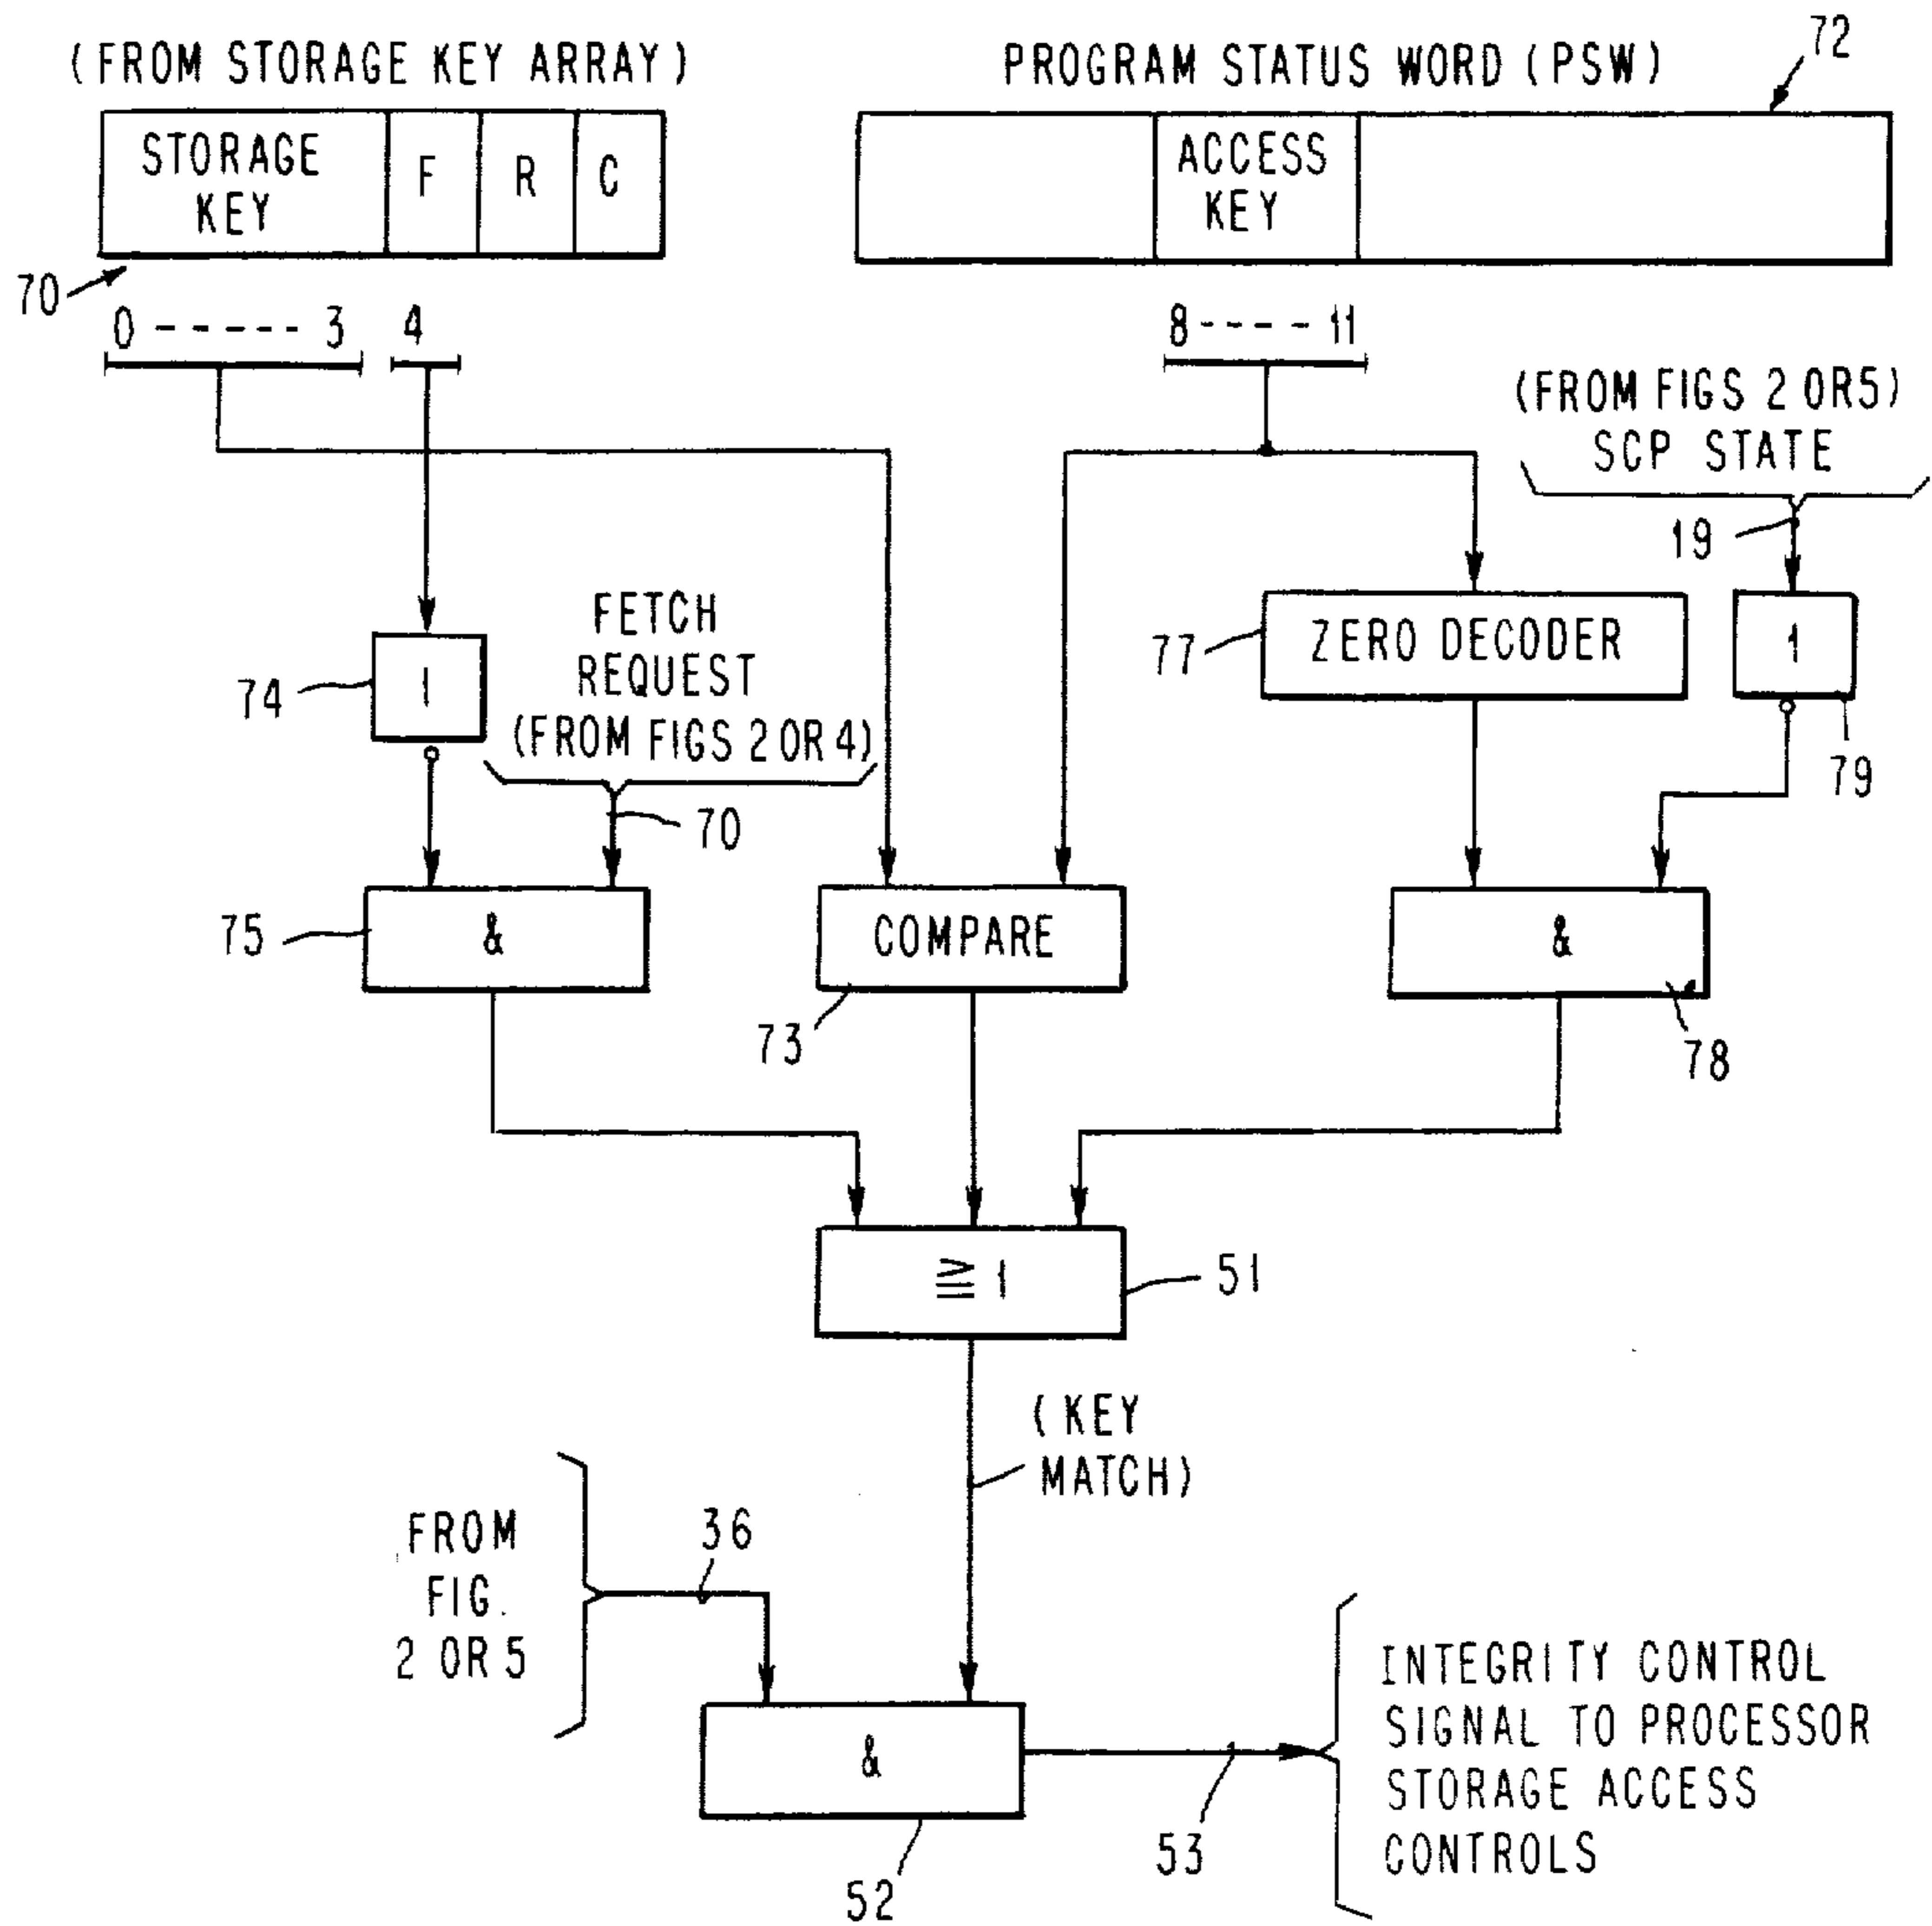 (FROM STORAGE KEY ARRAY)
PROGRAM STATUS WORD (PSW)
72
STORAGE
KEY
F
R
C
ACCESS
KEY
70
0 ----- 3
4
8 ---- 11
(FROM FIGS 2 OR 5)
SCP STATE
19
FETCH
REQUEST
(FROM FIGS 2 OR 4)
74
1
77
ZERO DECODER
1
79
70
75
&
COMPARE
&
73
78
≧ 1
51
(KEY
MATCH)
FROM
FIG.
2 OR 5
36
&
52
53
INTEGRITY CONTROL
SIGNAL TO PROCESSOR
STORAGE ACCESS
CONTROLS